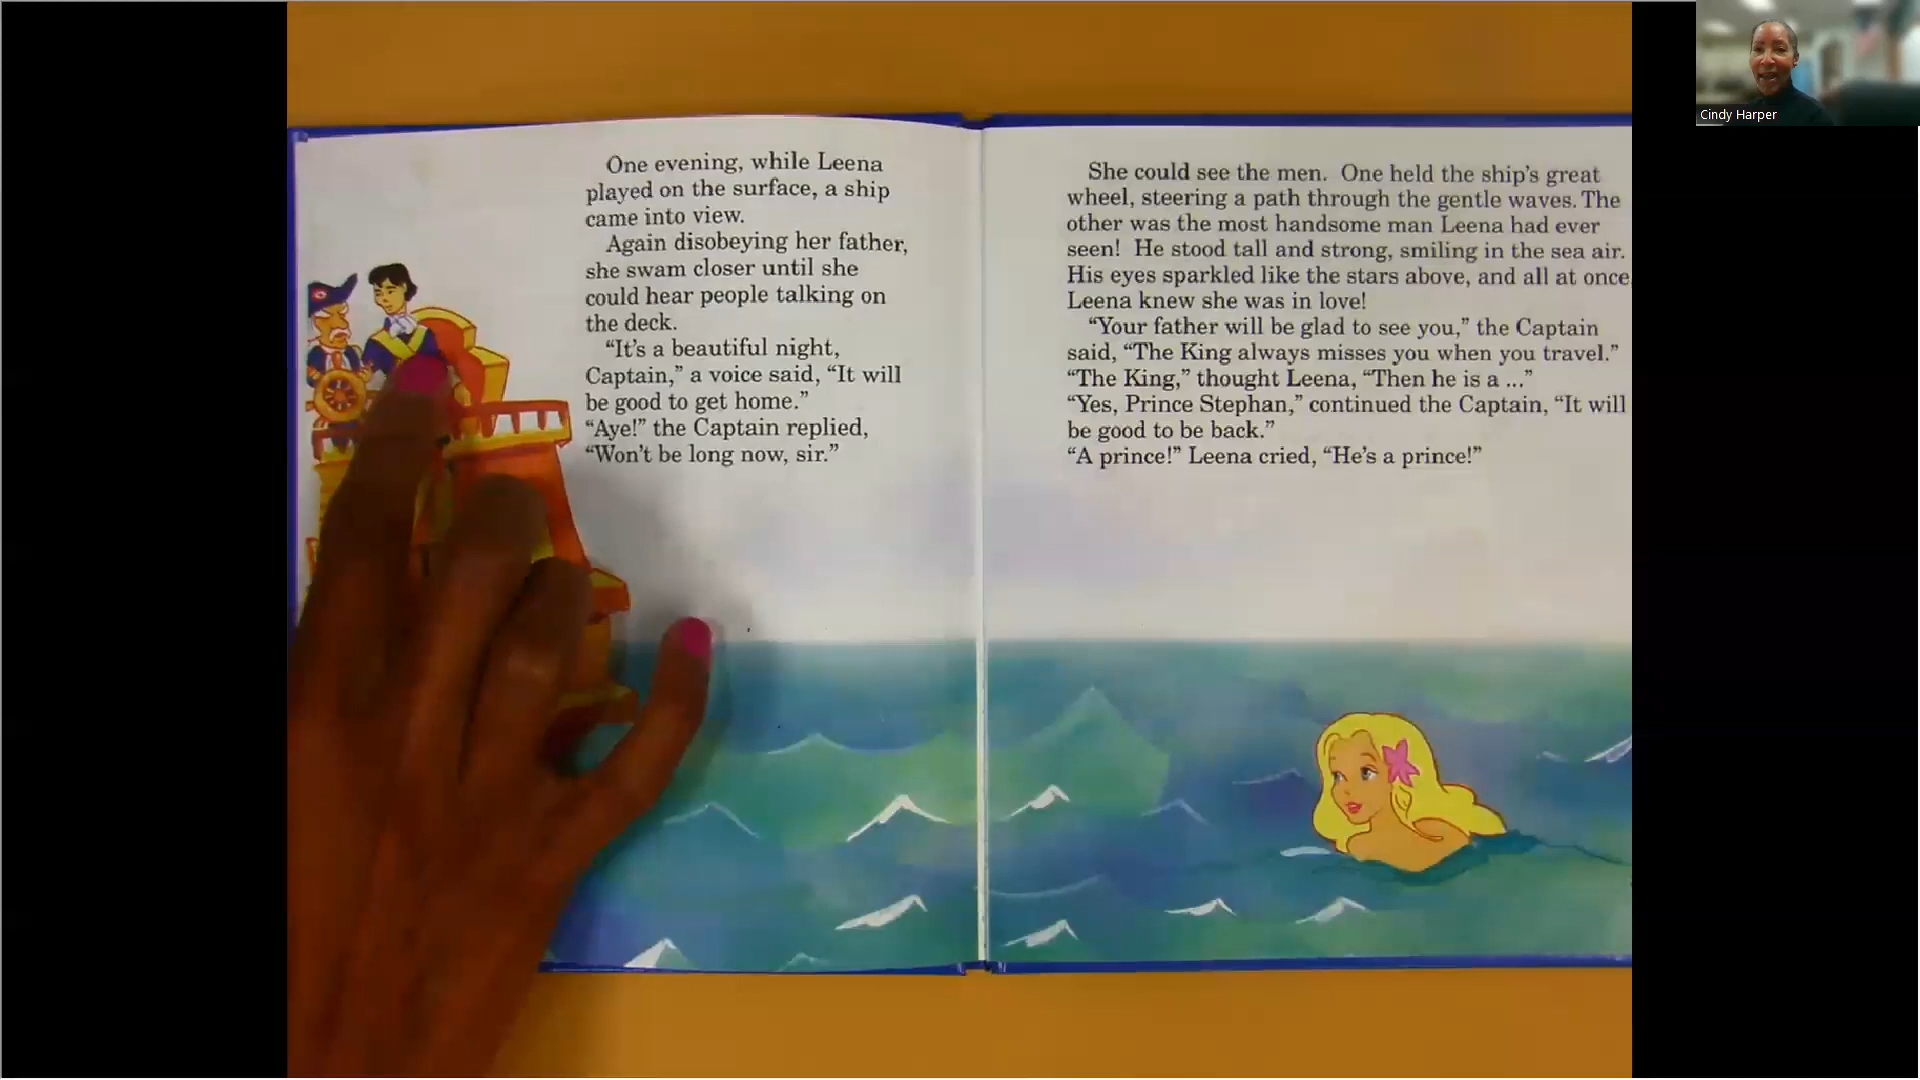 One evening, while Leena
played on the surface, a ship
came into view.
Again disobeying her father,
she swam closer until she
could hear people talking on
the deck.
“It’s a beautiful night,
Captain,” a voice said, “It will
be good to get home.”
“Aye!” the Captain replied,
“Won’t be long now, sir.”
She could see the men. One held the ship’s great
wheel, steering a path through the gentle waves. The
other was the most handsome man Leena had ever
seen! He stood tall and strong, smiling in the sea air.
His eyes sparkled like the stars above, and all at once
Leena knew she was in love!
“Your father will be glad to see you,” the Captain
said, “The King always misses you when you travel.”
“The King,” thought Leena, “Then he is a ...”
“Yes, Prince Stephan,” continued the Captain, “It will
be good to be back.”
“A prince!” Leena cried, “He’s a prince!”
Cindy Harper